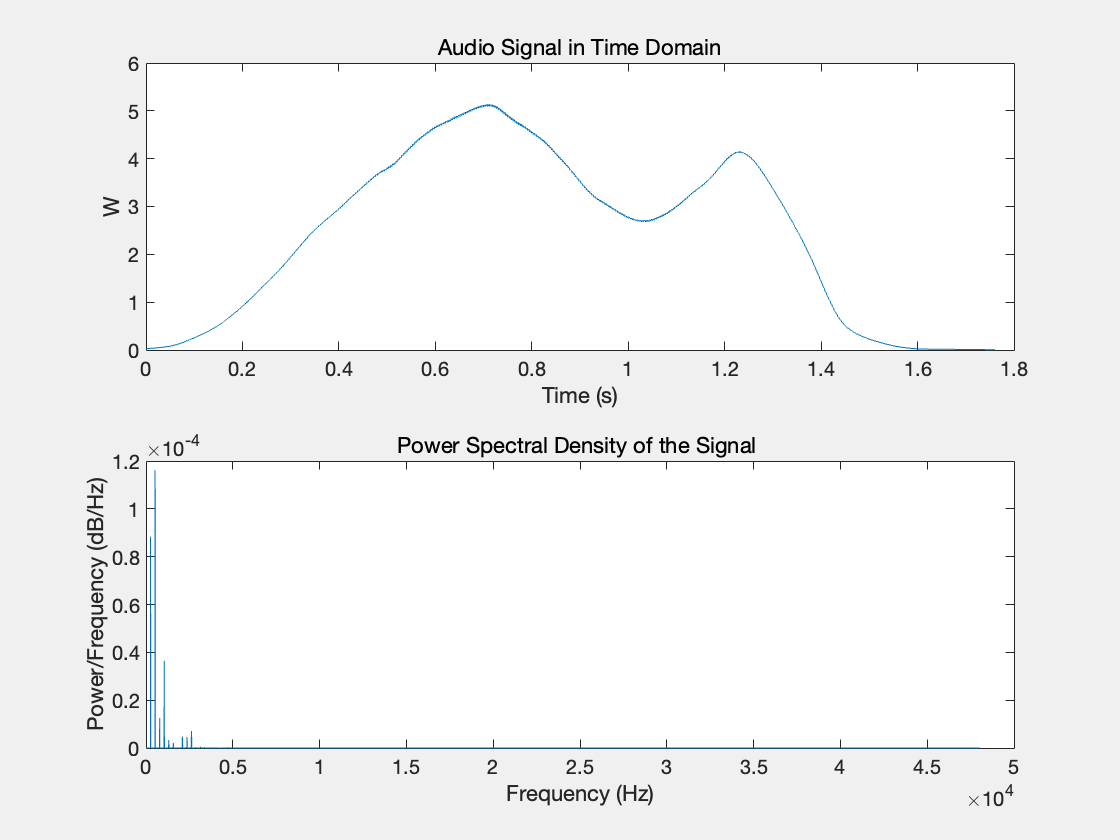 Audio Signal in Time Domain
6
5
4
3
2
1
0
W
0 0.2 0.4 0.6 0.8 1 1.2 1.4 1.6 1.8
Time (s)
×10-4
Power Spectral Density of the Signal
1.2
1
0.8
0.6
0.4
0.2
0
Power/Frequency (dB/Hz)
0 0.5 1 1.5 2 2.5 3 3.5 4 4.5 5
Frequency (Hz)
×104